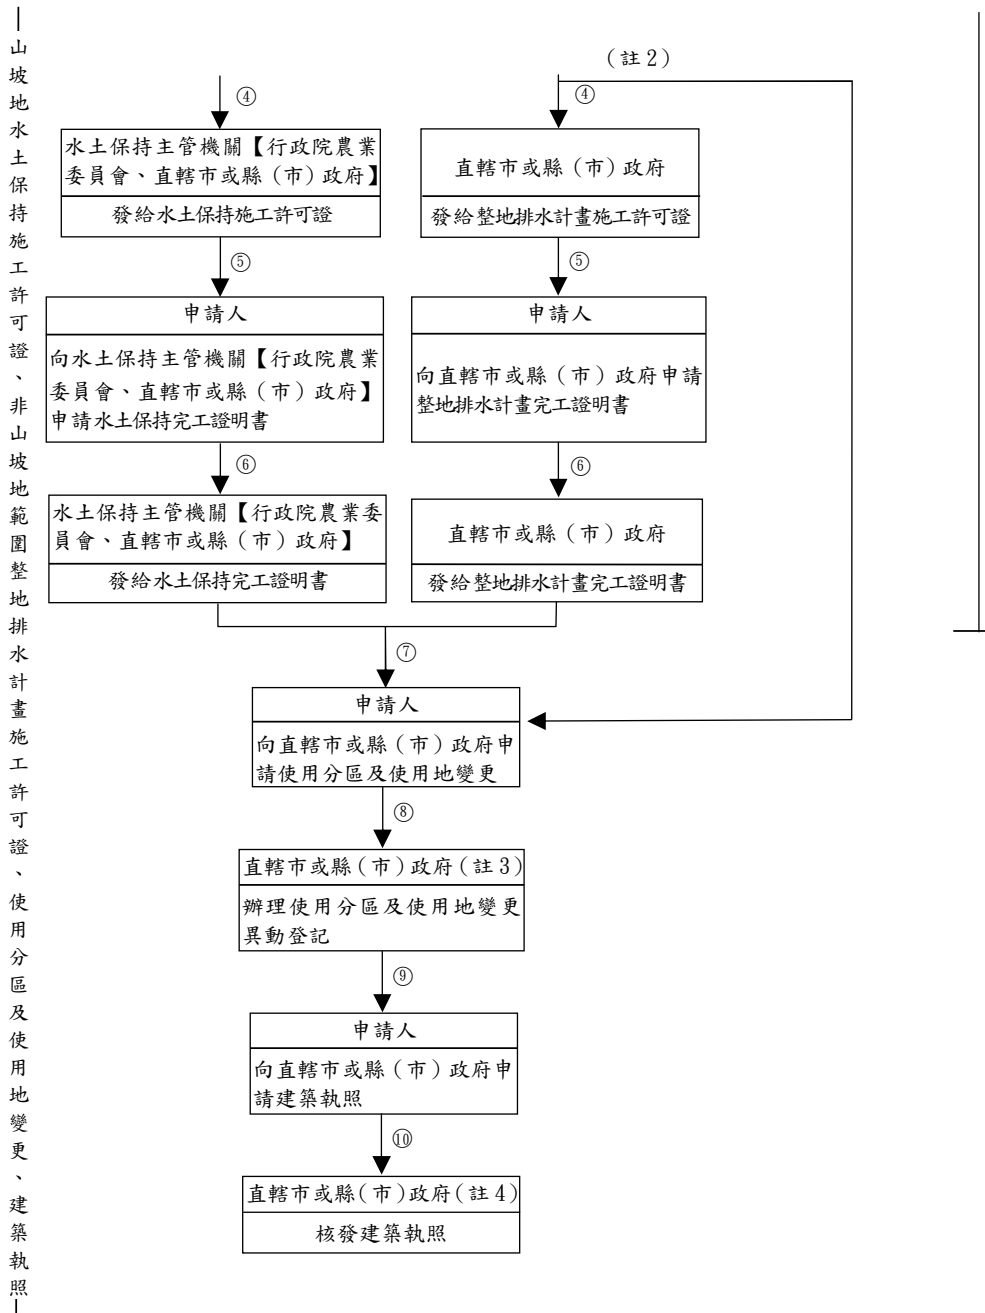 山坡地水土保持施工許可證、非山坡地範圍整地排水計畫施工許可證、使用分區及使用地變更、建築執照
（註2）
④
④
水土保持主管機關【行政院農業
委員會、直轄市或縣（市）政府】
發給水土保持施工許可證
直轄市或縣（市）政府
發給整地排水計畫施工許可證
⑤
⑤
申請人
向水土保持主管機關【行政院農業
委員會、直轄市或縣（市）政府】
申請水土保持完工證明書
申請人
向直轄市或縣（市）政府申請
整地排水計畫完工證明書
⑥
⑥
水土保持主管機關【行政院農業委
員會、直轄市或縣（市）政府】
發給水土保持完工證明書
直轄市或縣（市）政府
發給整地排水計畫完工證明書
⑦
申請人
向直轄市或縣（市）政府申
請使用分區及使用地變更
⑧
直轄市或縣（市）政府（註3）
辦理使用分區及使用地變更
異動登記
⑨
申請人
向直轄市或縣（市）政府申
請建築執照
⑩
直轄市或縣（市）政府（註4）
核發建築執照